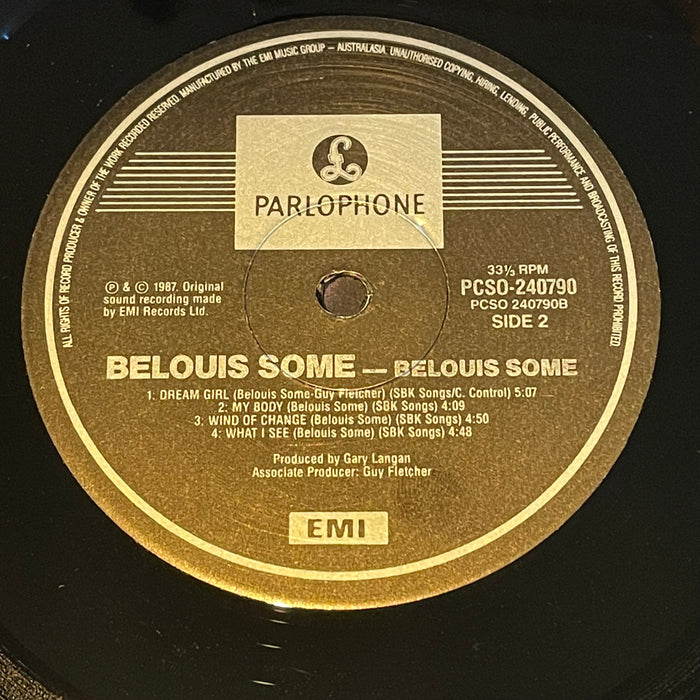 ALL RIGHTS OF RECORD PRODUCER & OWNER OF THE WORK RECORDED RESERVED. MANUFACTURED BY THE EMI MUSIC GROUP – AUSTRALASIA. UNAUTHORISED COPYING, HIRING, LENDING, PUBLIC PERFORMANCE AND BROADCASTING OF THIS RECORD PROHIBITED.
£
PARLOPHONE
℗ & © 1987. Original
sound recording made
by EMI Records Ltd.
33⅓ RPM
PCSO-240790
PCSO 240790B
SIDE 2
BELOUIS SOME — BELOUIS SOME
1: DREAM GIRL (Belouis Some-Guy Fletcher) (SBK Songs/C. Control) 5:07
2: MY BODY (Belouis Some) (SBK Songs) 4:09
3: WIND OF CHANGE (Belouis Some) (SBK Songs) 4:50
4: WHAT I SEE (Belouis Some) (SBK Songs) 4:48
Produced by Gary Langan
Associate Producer: Guy Fletcher
EMI